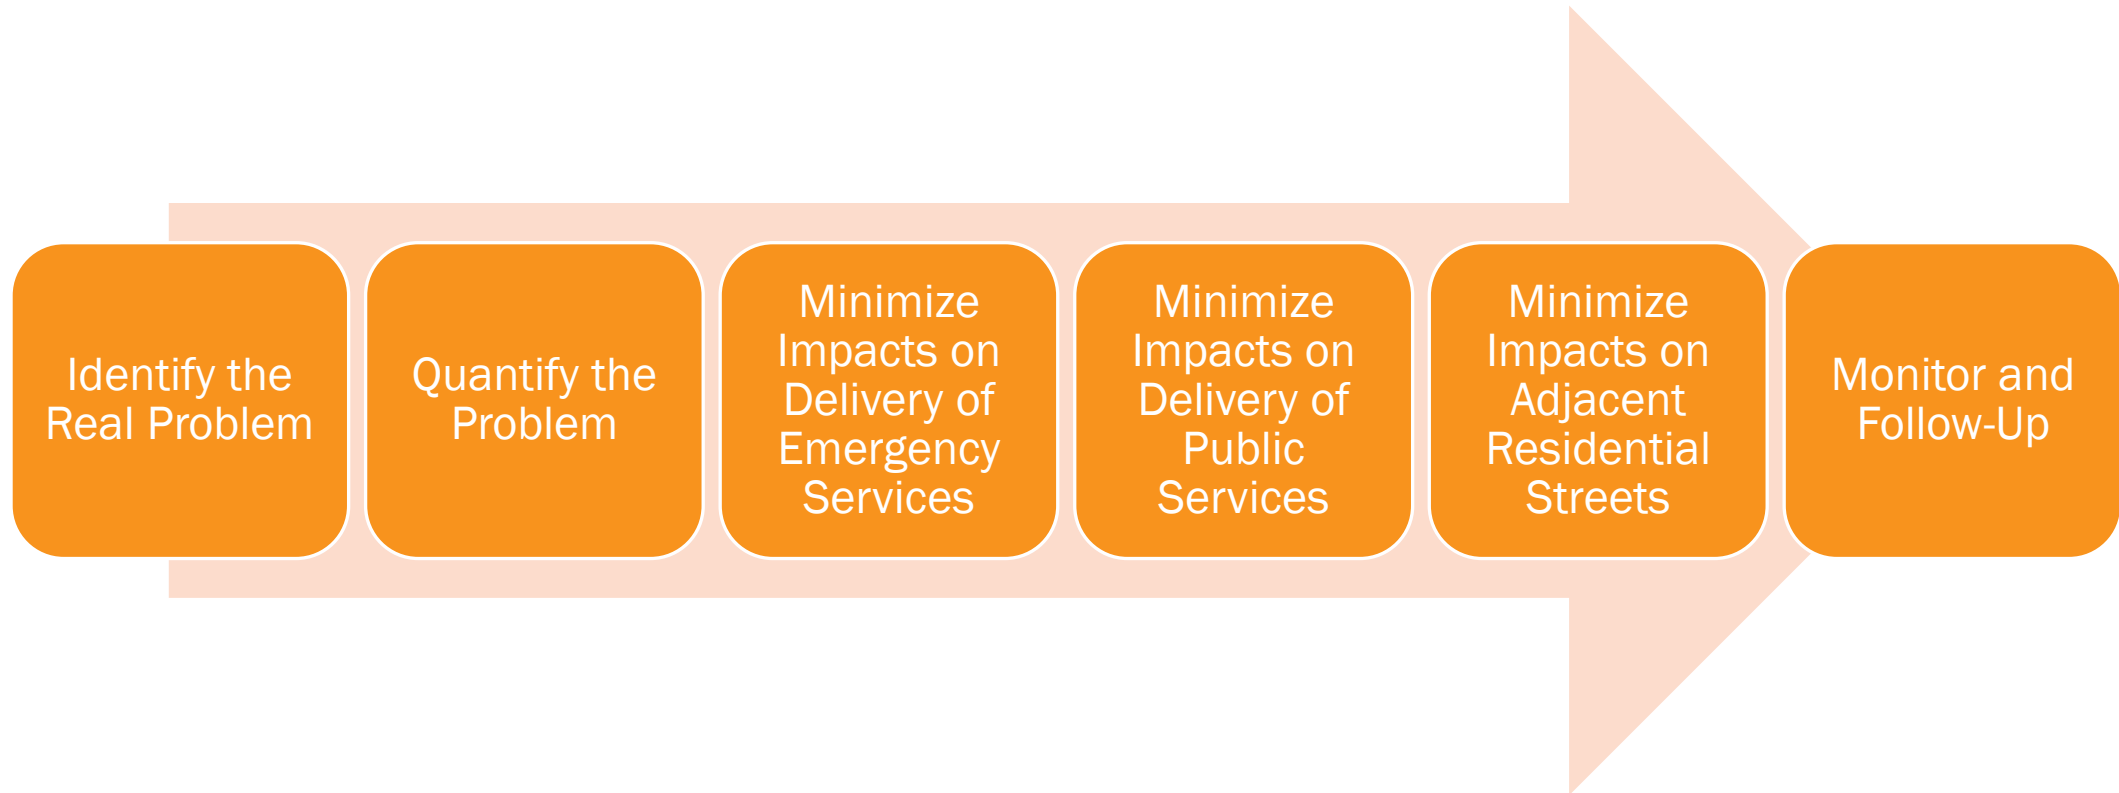 Identify the
Real Problem
Quantify the
Problem
Minimize
Impacts on
Delivery of
Emergency
Services
Minimize
Impacts on
Delivery of
Public
Services
Minimize
Impacts on
Adjacent
Residential
Streets
Monitor and
Follow-Up